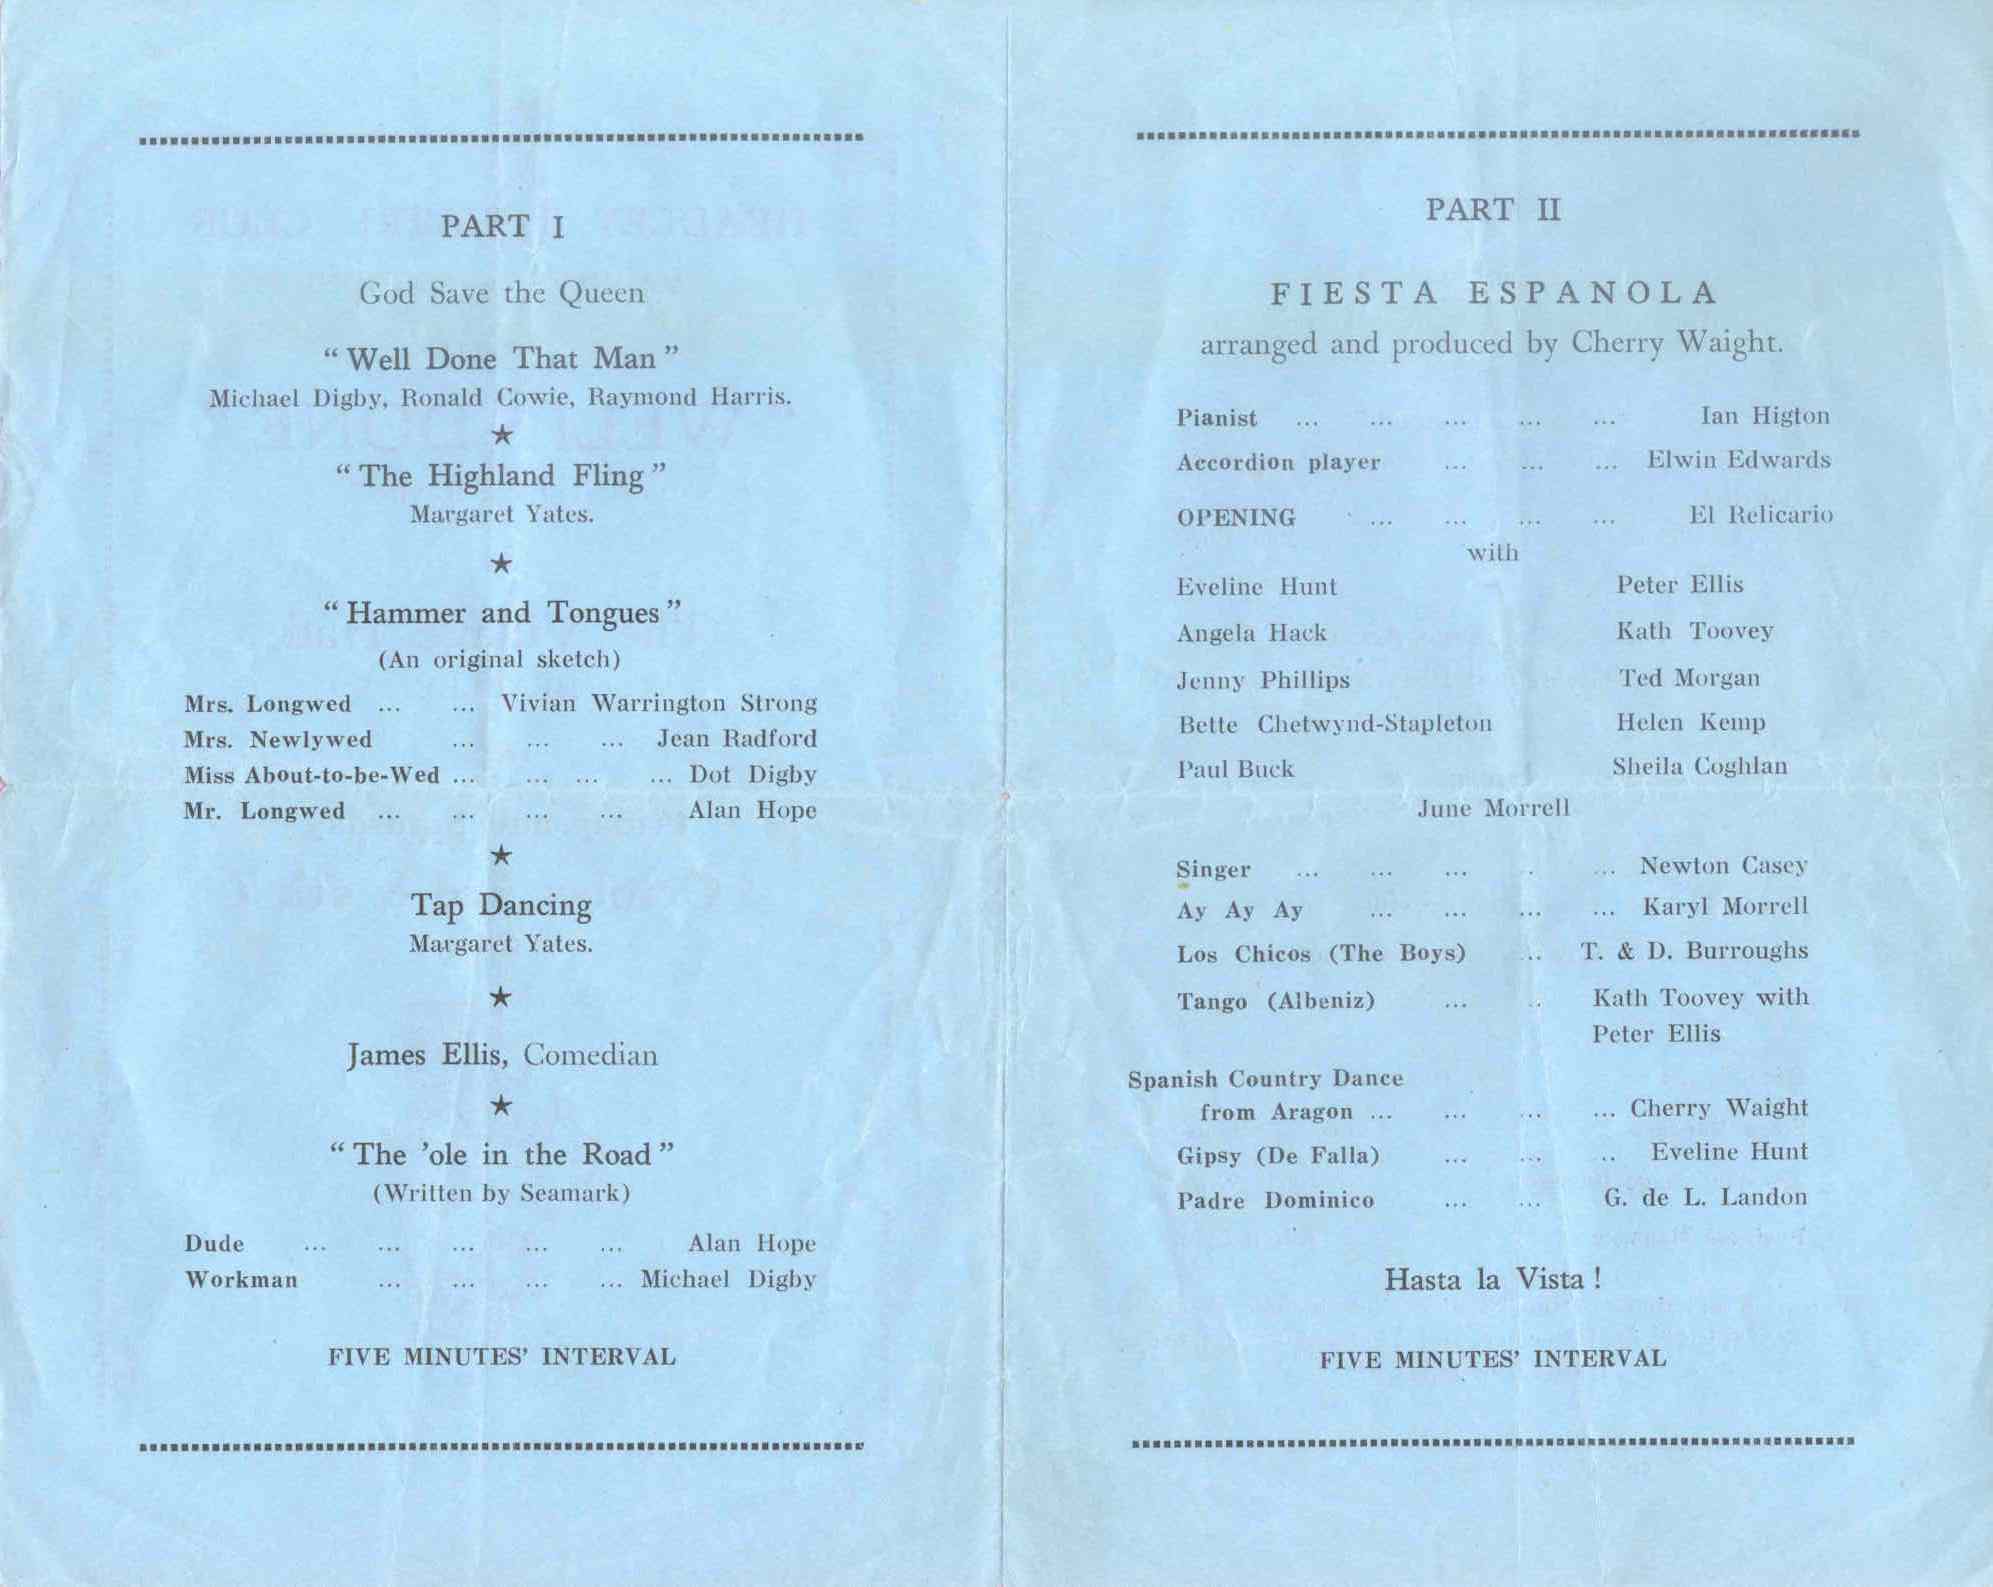 PART I
God Save the Queen
“ Well Done That Man ”
Michael Digby, Ronald Cowie, Raymond Harris.
★
“ The Highland Fling ”
Margaret Yates.
★
“ Hammer and Tongues ”
(An original sketch)
Mrs. Longwed ... ... Vivian Warrington Strong
Mrs. Newlywed ... ... ... Jean Radford
Miss About-to-be-Wed ... ... ... ... Dot Digby
Mr. Longwed ... ... ... ... Alan Hope
★
Tap Dancing
Margaret Yates.
★
James Ellis, Comedian
★
“ The ’ole in the Road ”
(Written by Seamark)
Dude ... ... ... ... ... Alan Hope
Workman ... ... ... ... Michael Digby
FIVE MINUTES’ INTERVAL
PART II
FIESTA ESPANOLA
arranged and produced by Cherry Waight.
Pianist ... ... ... ... ... Ian Higton
Accordion player ... ... ... Elwin Edwards
OPENING ... ... ... ... El Relicario
with
Eveline Hunt Peter Ellis
Angela Hack Kath Toovey
Jenny Phillips Ted Morgan
Bette Chetwynd-Stapleton Helen Kemp
Paul Buck Sheila Coghlan
June Morrell
Singer ... ... ... . ... Newton Casey
Ay Ay Ay ... ... ... ... Karyl Morrell
Los Chicos (The Boys) .. T. & D. Burroughs
Tango (Albeniz) ... .. Kath Toovey with
Peter Ellis
Spanish Country Dance
from Aragon ... ... ... ... Cherry Waight
Gipsy (De Falla) ... ... .. Eveline Hunt
Padre Dominico ... ... G. de L. Landon
Hasta la Vista !
FIVE MINUTES’ INTERVAL